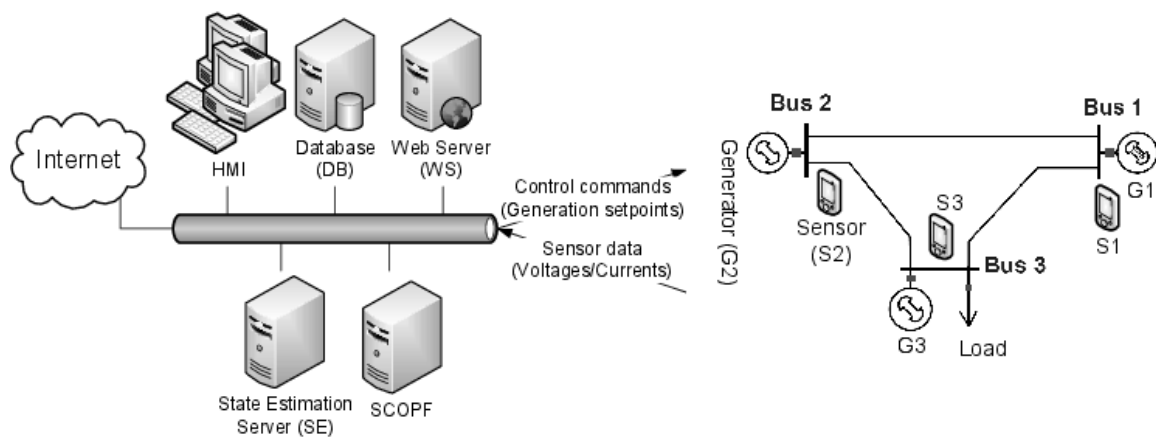 Internet
HMI
Database
(DB)
Web Server
(WS)
Control commands
(Generation setpoints)
Sensor data
(Voltages/Currents)
State Estimation
Server (SE)
SCOPF
Generator (G2)
Bus 2
Bus 1
G1
Sensor
(S2)
S3
S1
Bus 3
G3
Load